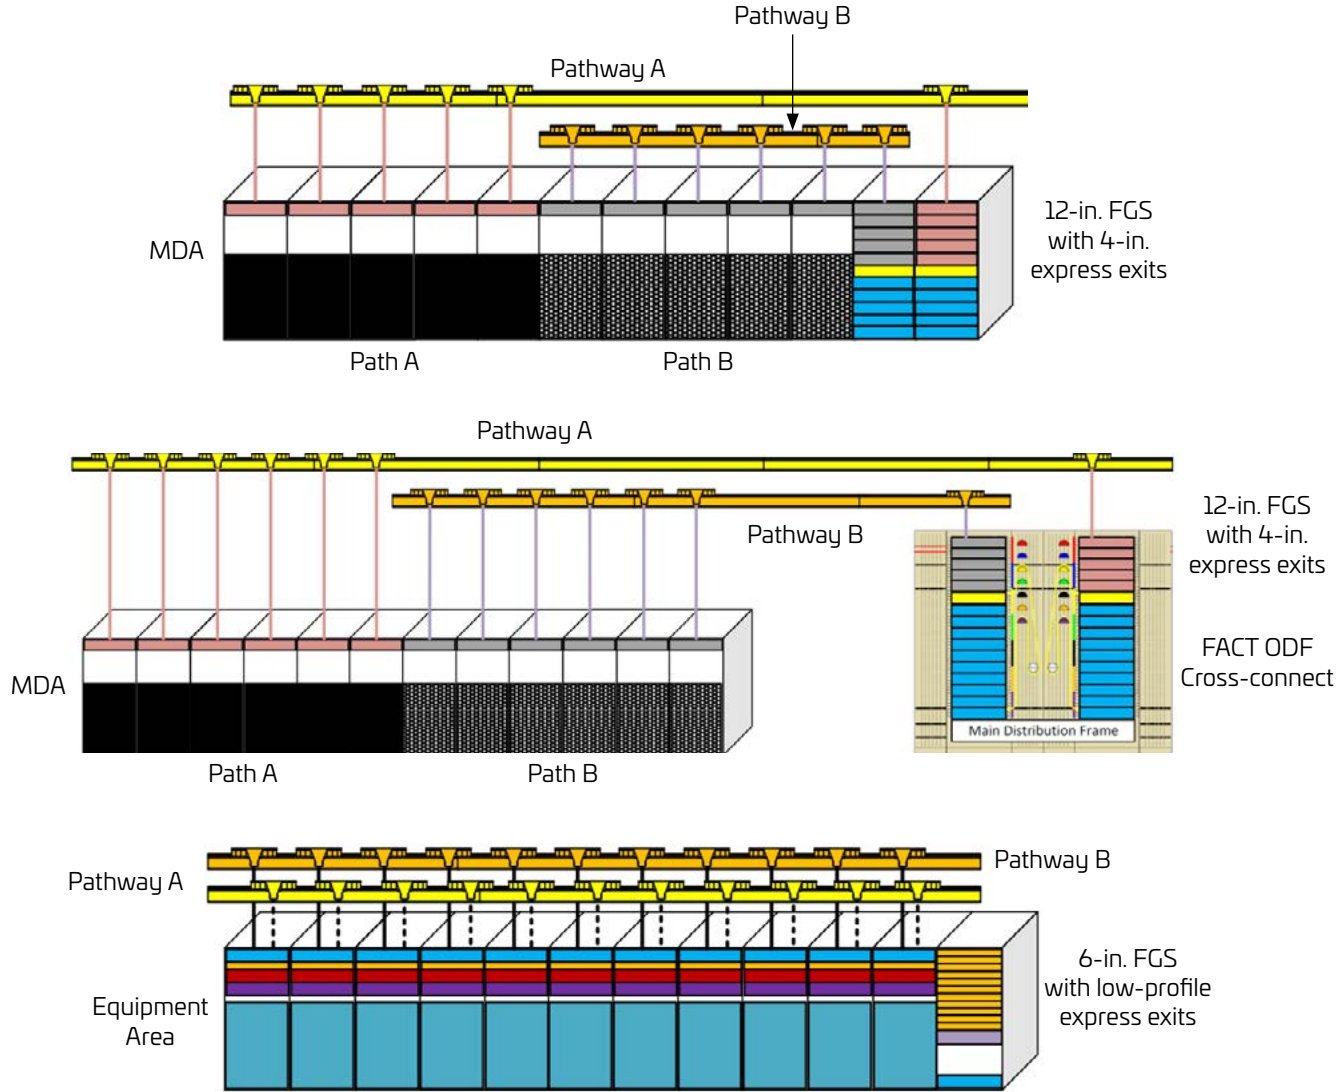 Pathway B
Pathway A
12-in. FGS
with 4-in.
express exits
MDA
Path A
Path B
Pathway A
Pathway B
12-in. FGS
with 4-in.
express exits
FACT ODF
Cross-connect
MDA
Main Distribution Frame
Path A
Path B
Pathway B
Pathway A
6-in. FGS
with low-profile
express exits
Equipment
Area